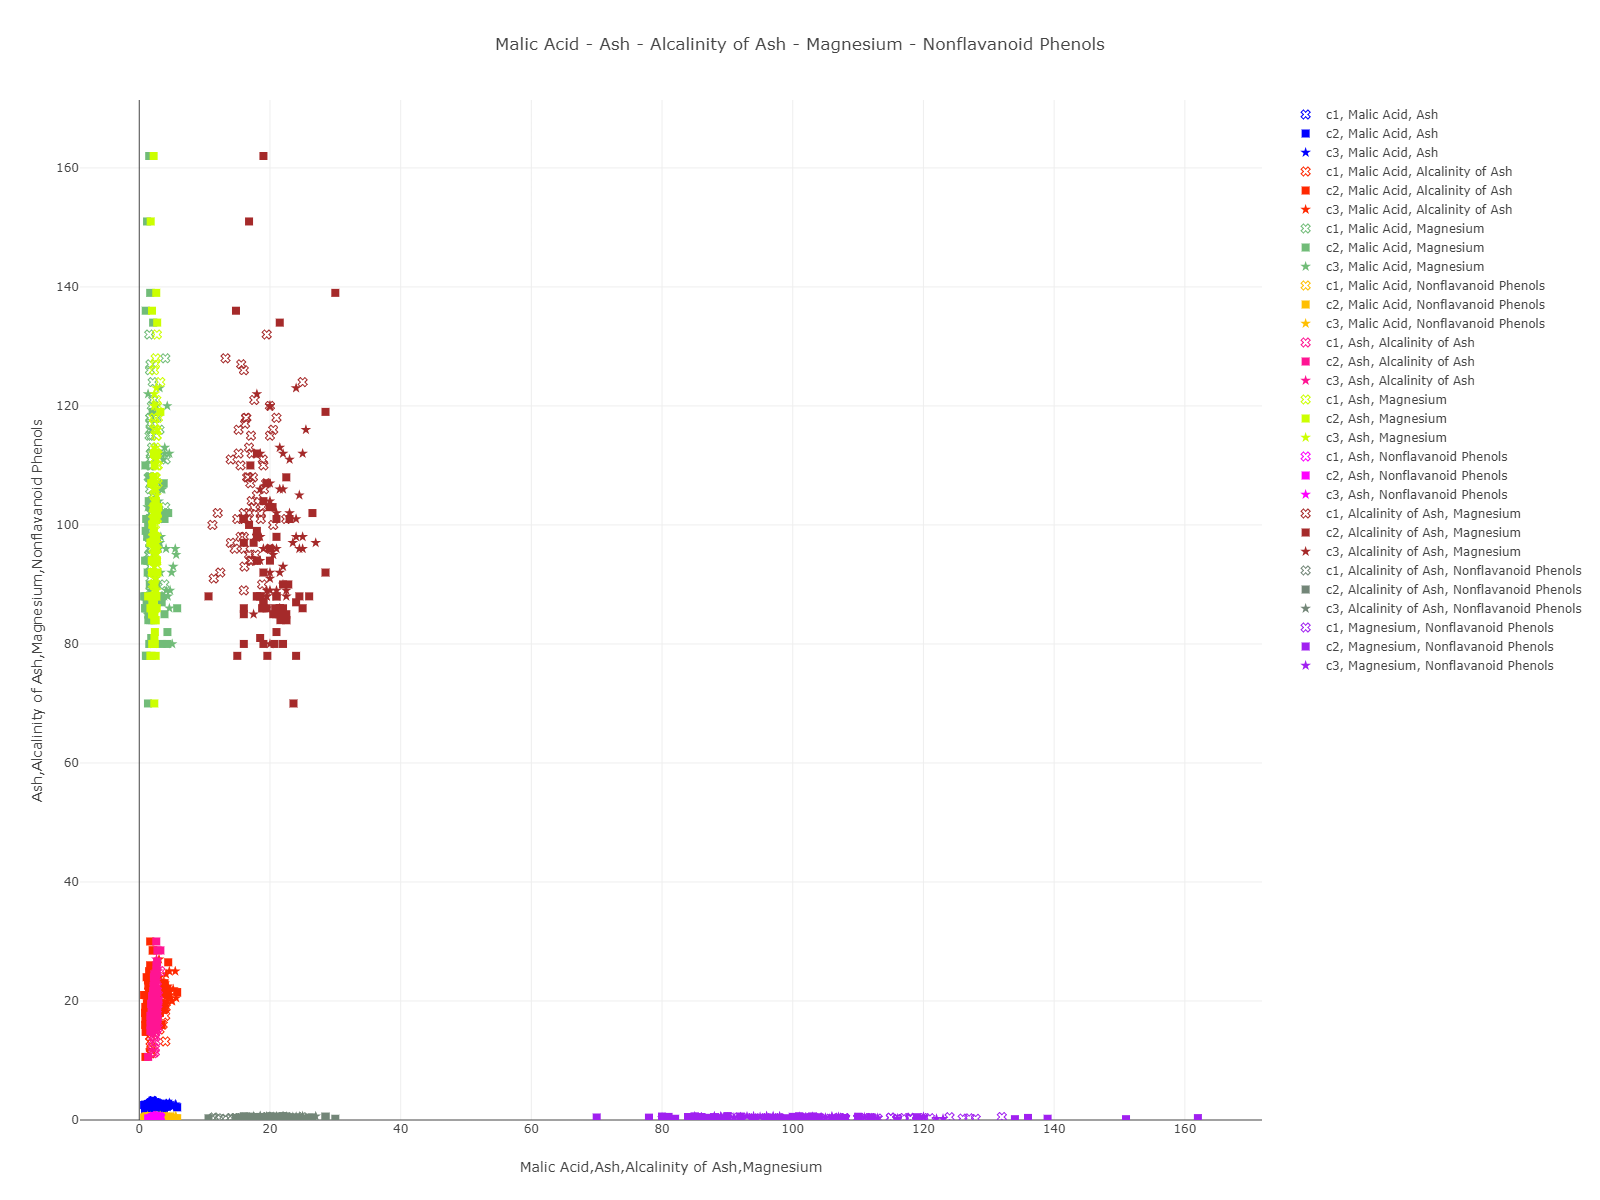 Malic Acid - Ash - Alcalinity of Ash - Magnesium - Nonflavanoid Phenols
Ash,Alcalinity of Ash,Magnesium,Nonflavanoid Phenols
160
140
120
100
80
60
40
20
0
0 20 40 60 80 100 120 140 160
Malic Acid,Ash,Alcalinity of Ash,Magnesium
c1, Malic Acid, Ash
c2, Malic Acid, Ash
c3, Malic Acid, Ash
c1, Malic Acid, Alcalinity of Ash
c2, Malic Acid, Alcalinity of Ash
c3, Malic Acid, Alcalinity of Ash
c1, Malic Acid, Magnesium
c2, Malic Acid, Magnesium
c3, Malic Acid, Magnesium
c1, Malic Acid, Nonflavanoid Phenols
c2, Malic Acid, Nonflavanoid Phenols
c3, Malic Acid, Nonflavanoid Phenols
c1, Ash, Alcalinity of Ash
c2, Ash, Alcalinity of Ash
c3, Ash, Alcalinity of Ash
c1, Ash, Magnesium
c2, Ash, Magnesium
c3, Ash, Magnesium
c1, Ash, Nonflavanoid Phenols
c2, Ash, Nonflavanoid Phenols
c3, Ash, Nonflavanoid Phenols
c1, Alcalinity of Ash, Magnesium
c2, Alcalinity of Ash, Magnesium
c3, Alcalinity of Ash, Magnesium
c1, Alcalinity of Ash, Nonflavanoid Phenols
c2, Alcalinity of Ash, Nonflavanoid Phenols
c3, Alcalinity of Ash, Nonflavanoid Phenols
c1, Magnesium, Nonflavanoid Phenols
c2, Magnesium, Nonflavanoid Phenols
c3, Magnesium, Nonflavanoid Phenols